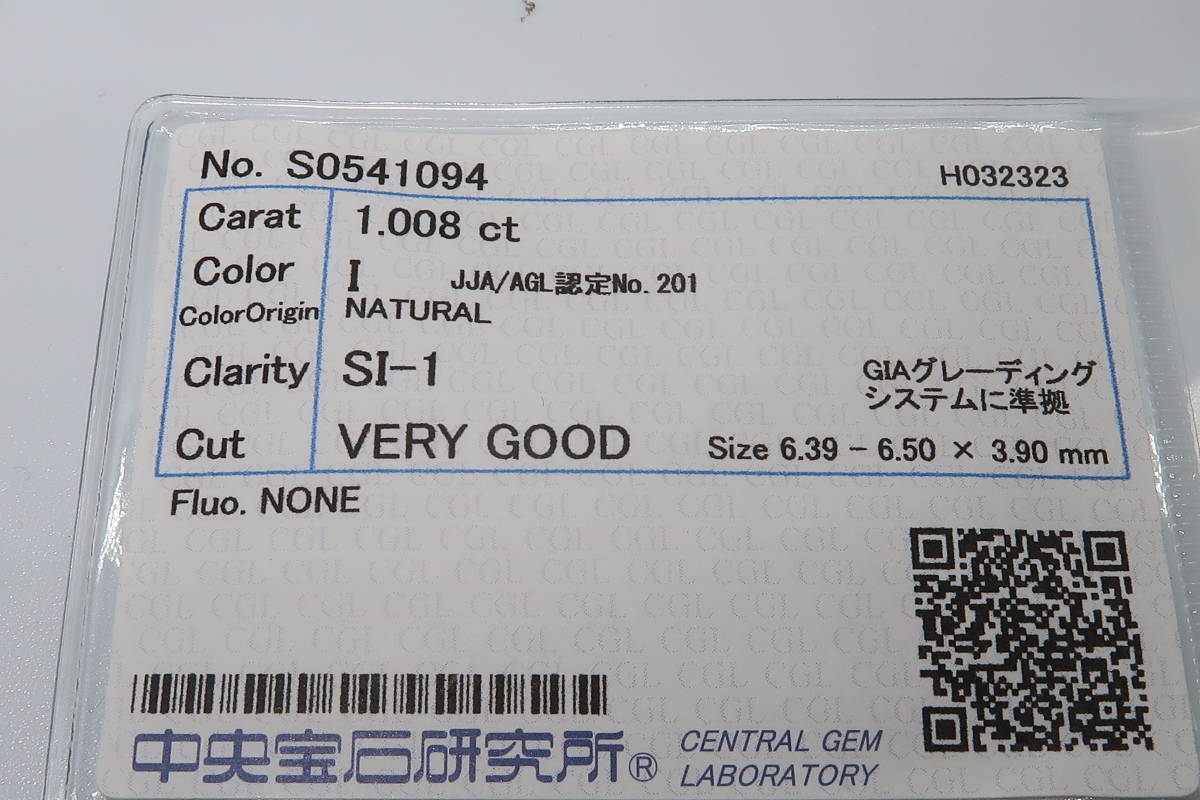 No. S0541094 H032323
Carat 1.008 ct
Color I JJA/AGL認定No.201
ColorOrigin NATURAL
Clarity SI-1
GIAグレーディング
システムに準拠
Cut VERY GOOD Size 6.39 - 6.50 × 3.90 mm
Fluo. NONE
中央宝石研究所® CENTRAL GEM
LABORATORY